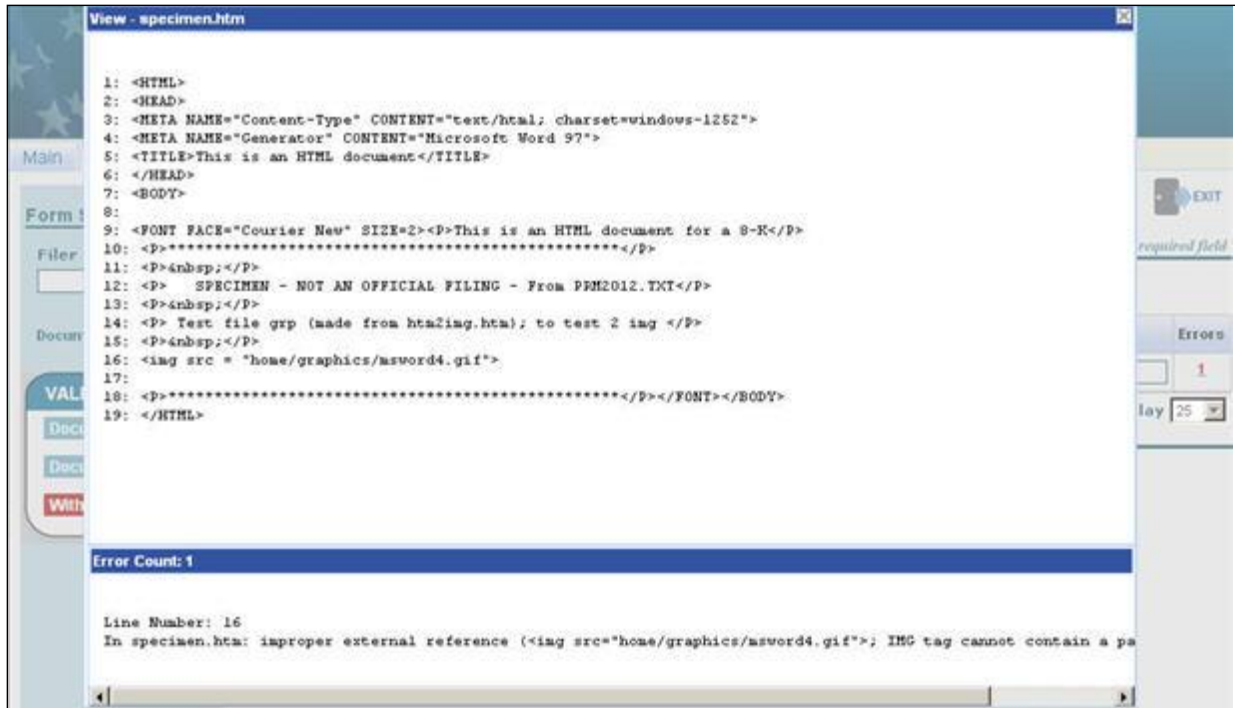 View - specimen.htm
1: <HTML>
2: <HEAD>
3: <META NAME="Content-Type" CONTENT="text/html; charset=windows-1252">
4: <META NAME="Generator" CONTENT="Microsoft Word 97">
5: <TITLE>This is an HTML document</TITLE>
6: </HEAD>
7: <BODY>
8:
9: <FONT FACE="Courier New" SIZE=2><P>This is an HTML document for a 8-K</P>
10: <P>*************************************************</P>
11: <P>&nbsp;</P>
12: <P>   SPECIMEN - NOT AN OFFICIAL FILING - From PRM2012.TXT</P>
13: <P>&nbsp;</P>
14: <P> Test file grp (made from htm2img.htm); to test 2 img </P>
15: <P>&nbsp;</P>
16: <img src = "home/graphics/msword4.gif">
17:
18: <P>*************************************************</P></FONT></BODY>
19: </HTML>
Main
EXIT
Form S
required field
Filer
Docum
Errors
1
VALI
lay 25
Docu
Docu
With
Error Count: 1
Line Number: 16
In specimen.htm: improper external reference (<img src="home/graphics/msword4.gif">; IMG tag cannot contain a pa